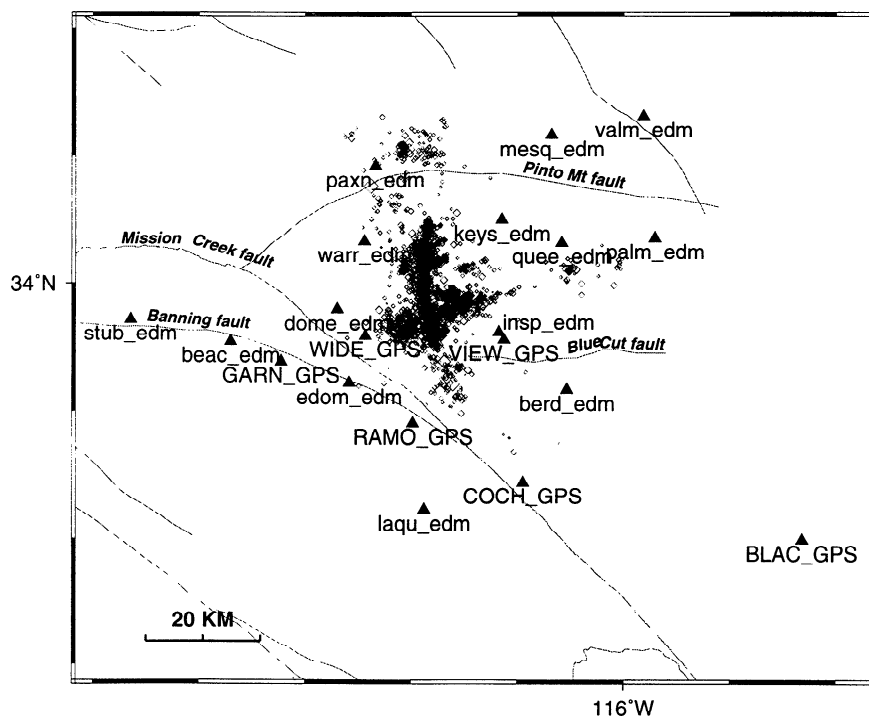 valm_edm
mesq_edm
paxn_edm
Pinto Mt fault
keys_edm
Mission Creek fault
warr_edm
quee_edm
palm_edm
34°N
Banning fault
stub_edm
dome_edm
insp_edm
beac_edm
WIDE_GPS
VIEW_GPS
Blue Cut fault
GARN_GPS
edom_edm
berd_edm
RAMO_GPS
COCH_GPS
laqu_edm
BLAC_GPS
20 KM
116°W